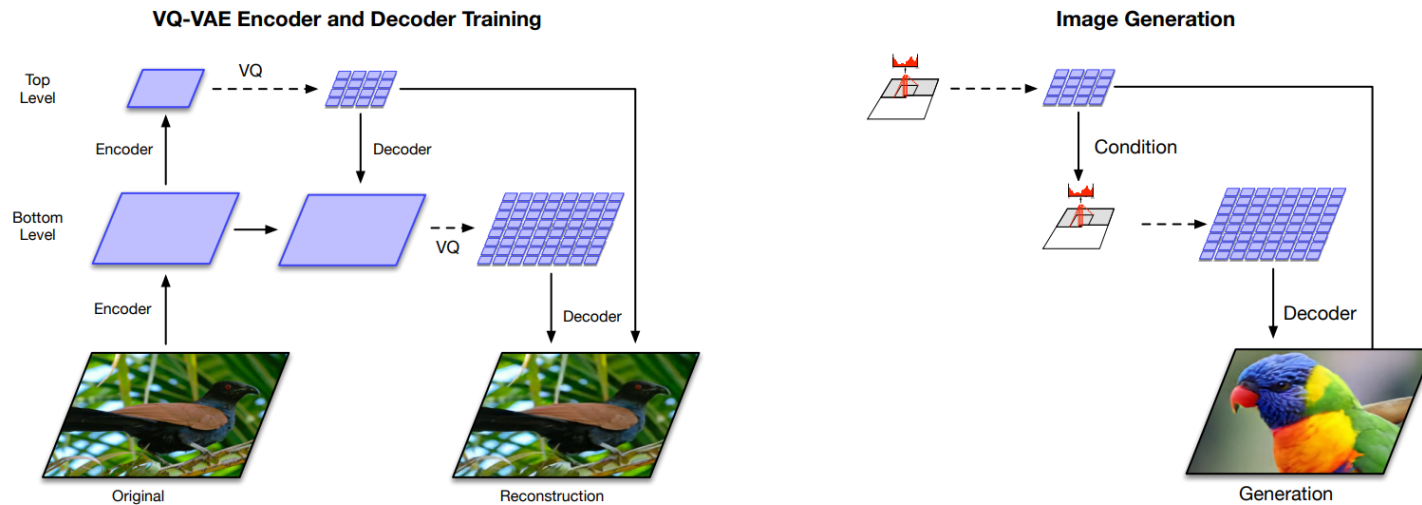 VQ-VAE Encoder and Decoder Training
Top
Level
VQ
Encoder
Decoder
Bottom
Level
VQ
Encoder
Decoder
Original
Reconstruction
Image Generation
Condition
Decoder
Generation